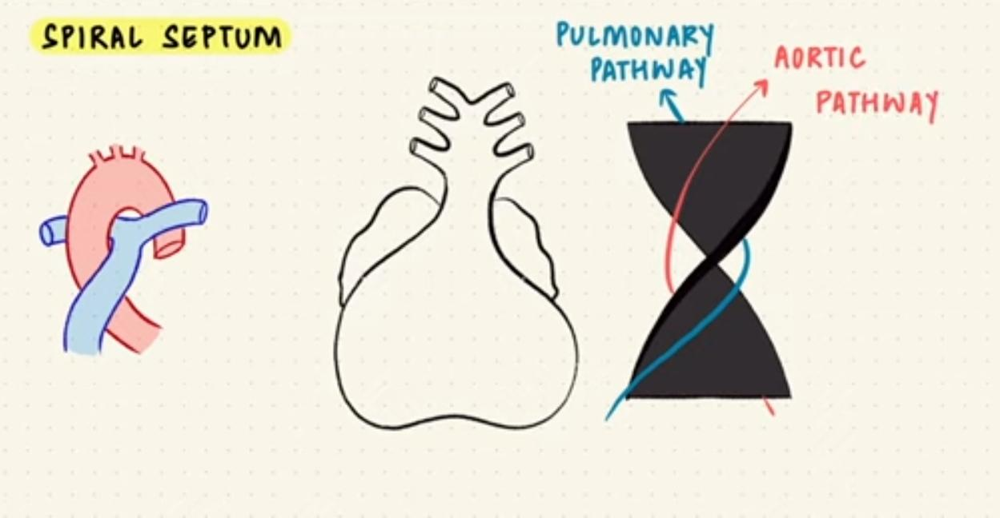 SPIRAL SEPTUM
PULMONARY
PATHWAY
AORTIC
PATHWAY